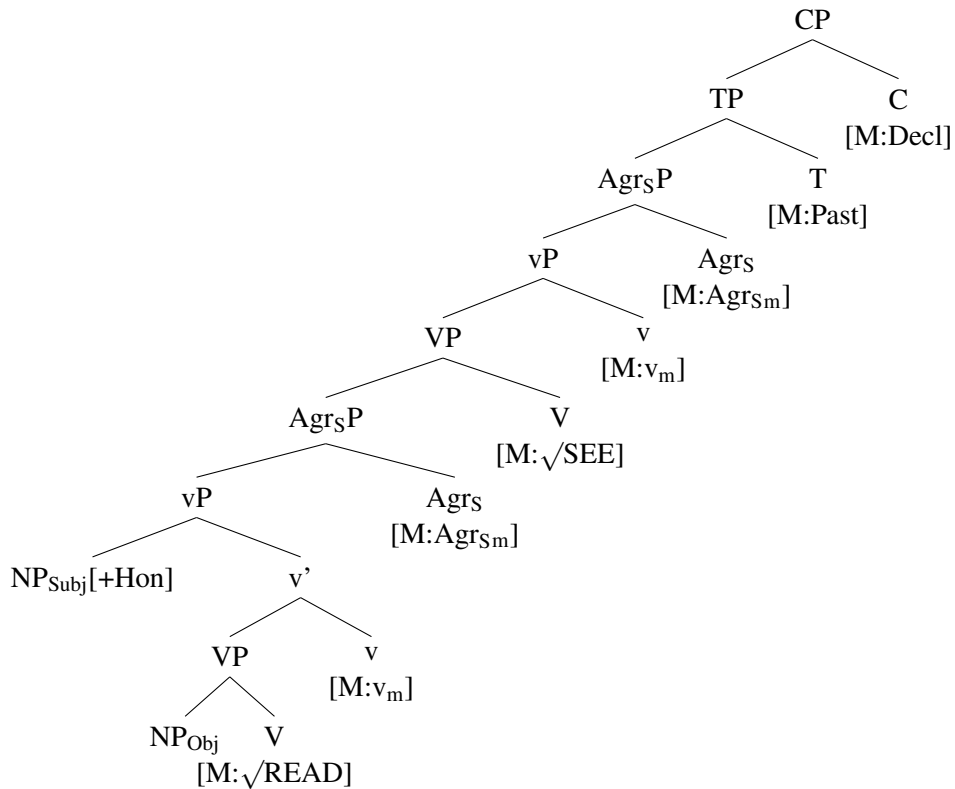 CP
TP C
[M:Decl]
AgrSP T
[M:Past]
vP AgrS
[M:AgrSm]
VP v
[M:vm]
AgrSP V
[M:√SEE]
vP AgrS
[M:AgrSm]
NPSubj[+Hon] v’
VP v
[M:vm]
NPObj V
[M:√READ]